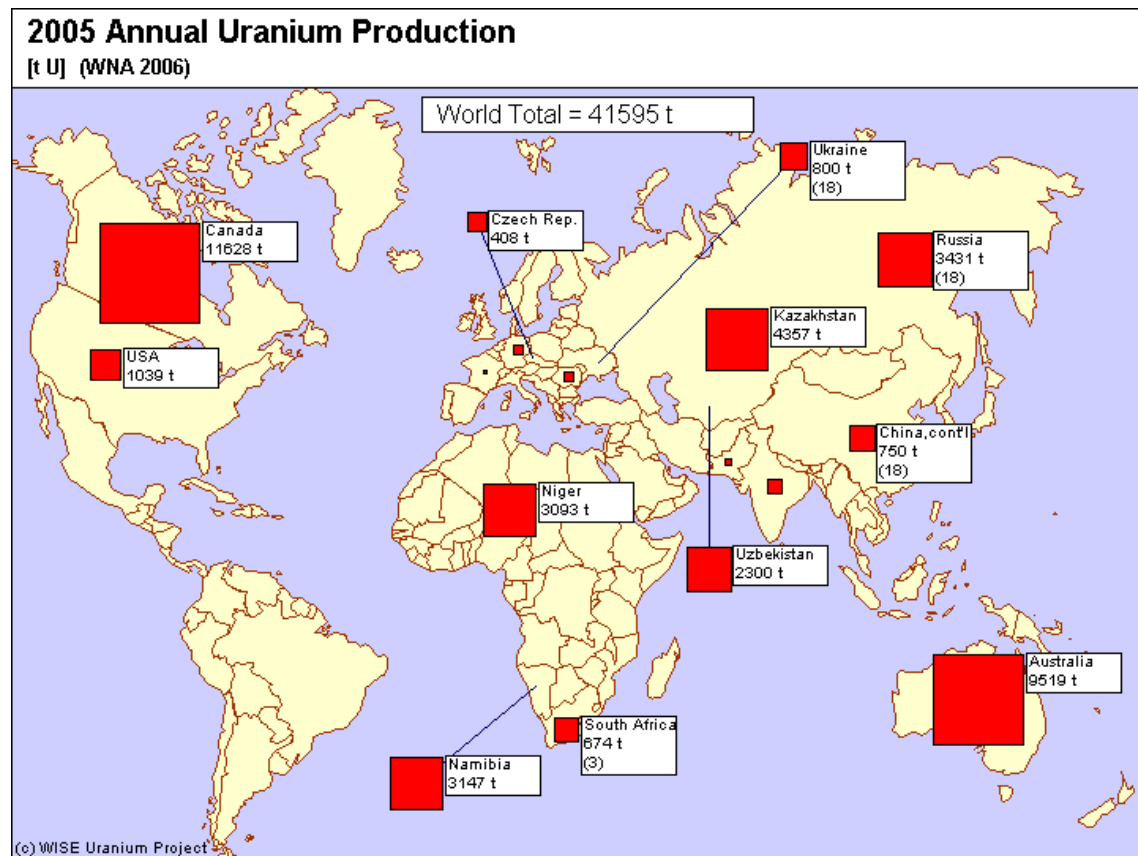 2005 Annual Uranium Production
[t U] (WNA 2006)
World Total = 41595 t
Ukraine
800 t
(18)
Czech Rep.
408 t
Canada
11628 t
Russia
3431 t
(18)
Kazakhstan
4357 t
USA
1039 t
China,cont'l
750 t
(18)
Niger
3093 t
Uzbekistan
2300 t
Australia
9519 t
South Africa
674 t
(3)
Namibia
3147 t
(c) WISE Uranium Project